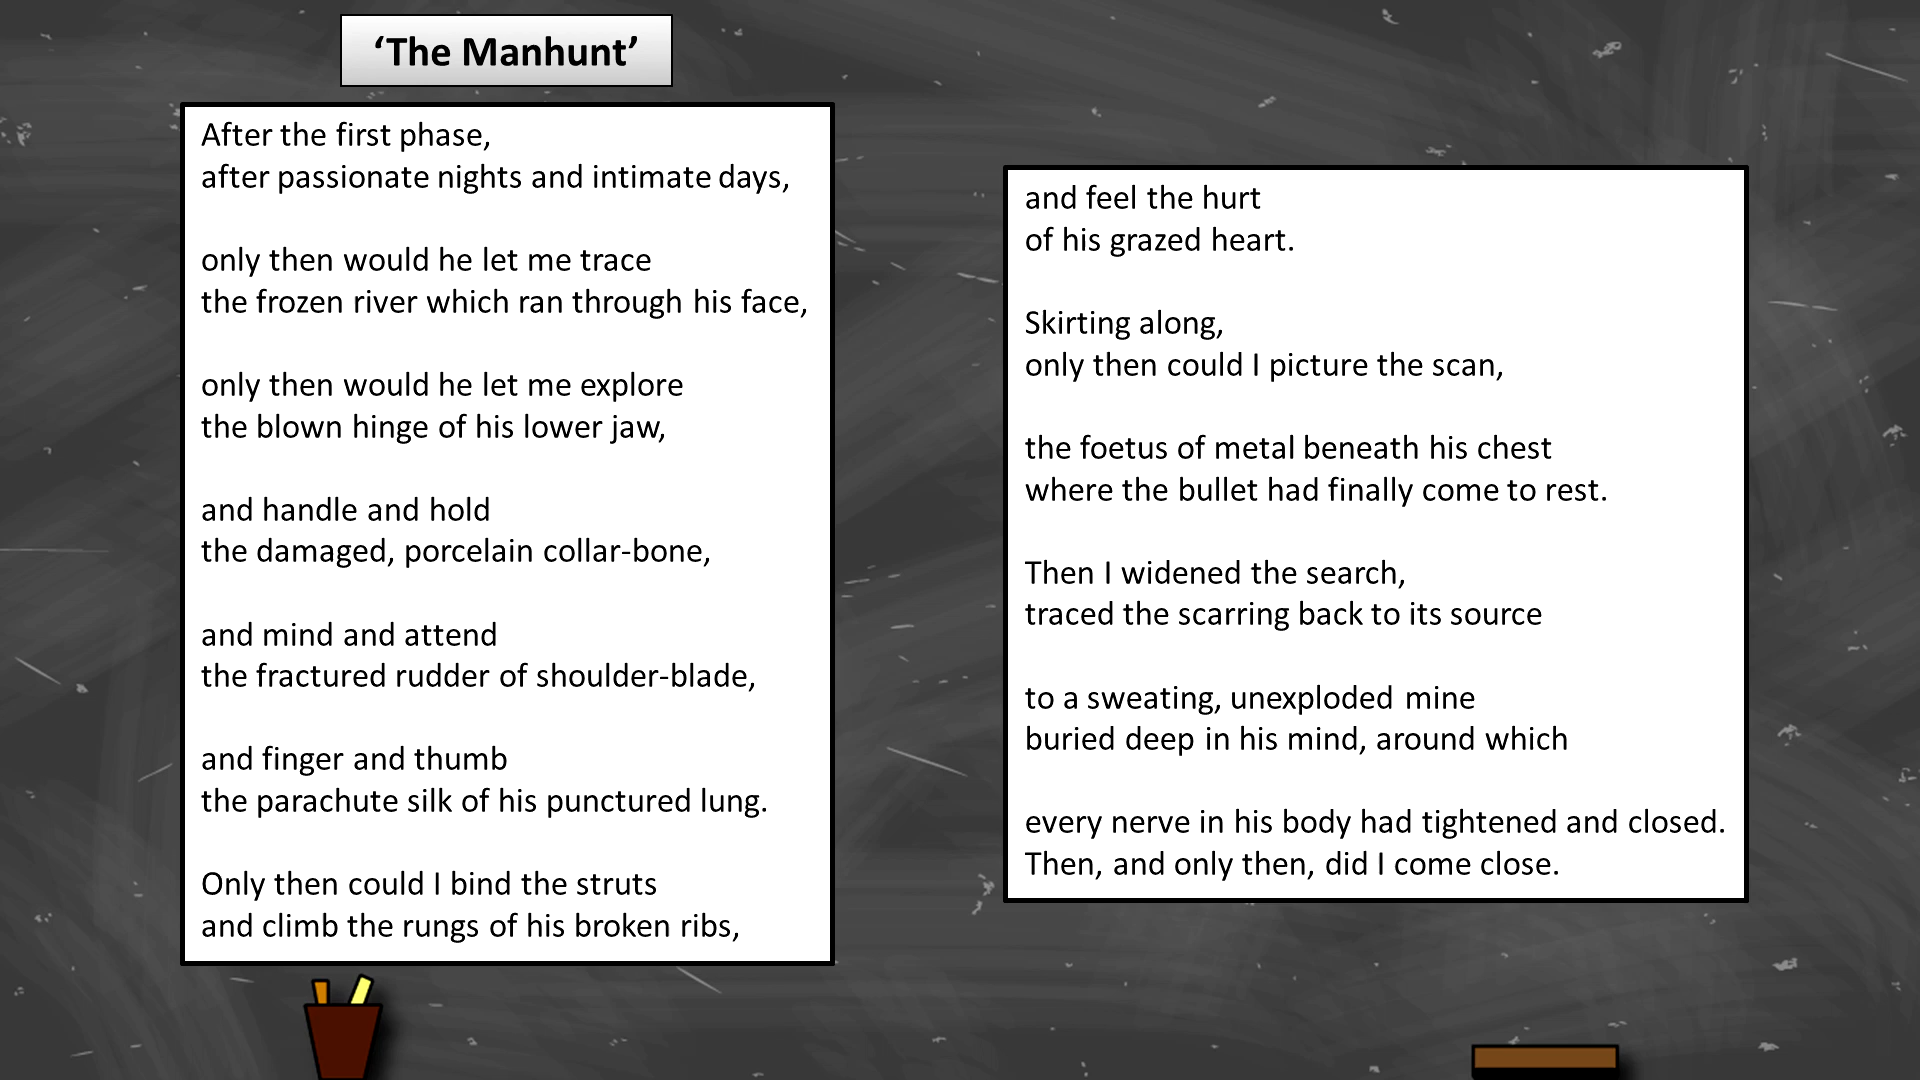 ‘The Manhunt’
After the first phase,
after passionate nights and intimate days,
only then would he let me trace
the frozen river which ran through his face,
only then would he let me explore
the blown hinge of his lower jaw,
and handle and hold
the damaged, porcelain collar-bone,
and mind and attend
the fractured rudder of shoulder-blade,
and finger and thumb
the parachute silk of his punctured lung.
Only then could I bind the struts
and climb the rungs of his broken ribs,
and feel the hurt
of his grazed heart.
Skirting along,
only then could I picture the scan,
the foetus of metal beneath his chest
where the bullet had finally come to rest.
Then I widened the search,
traced the scarring back to its source
to a sweating, unexploded mine
buried deep in his mind, around which
every nerve in his body had tightened and closed.
Then, and only then, did I come close.